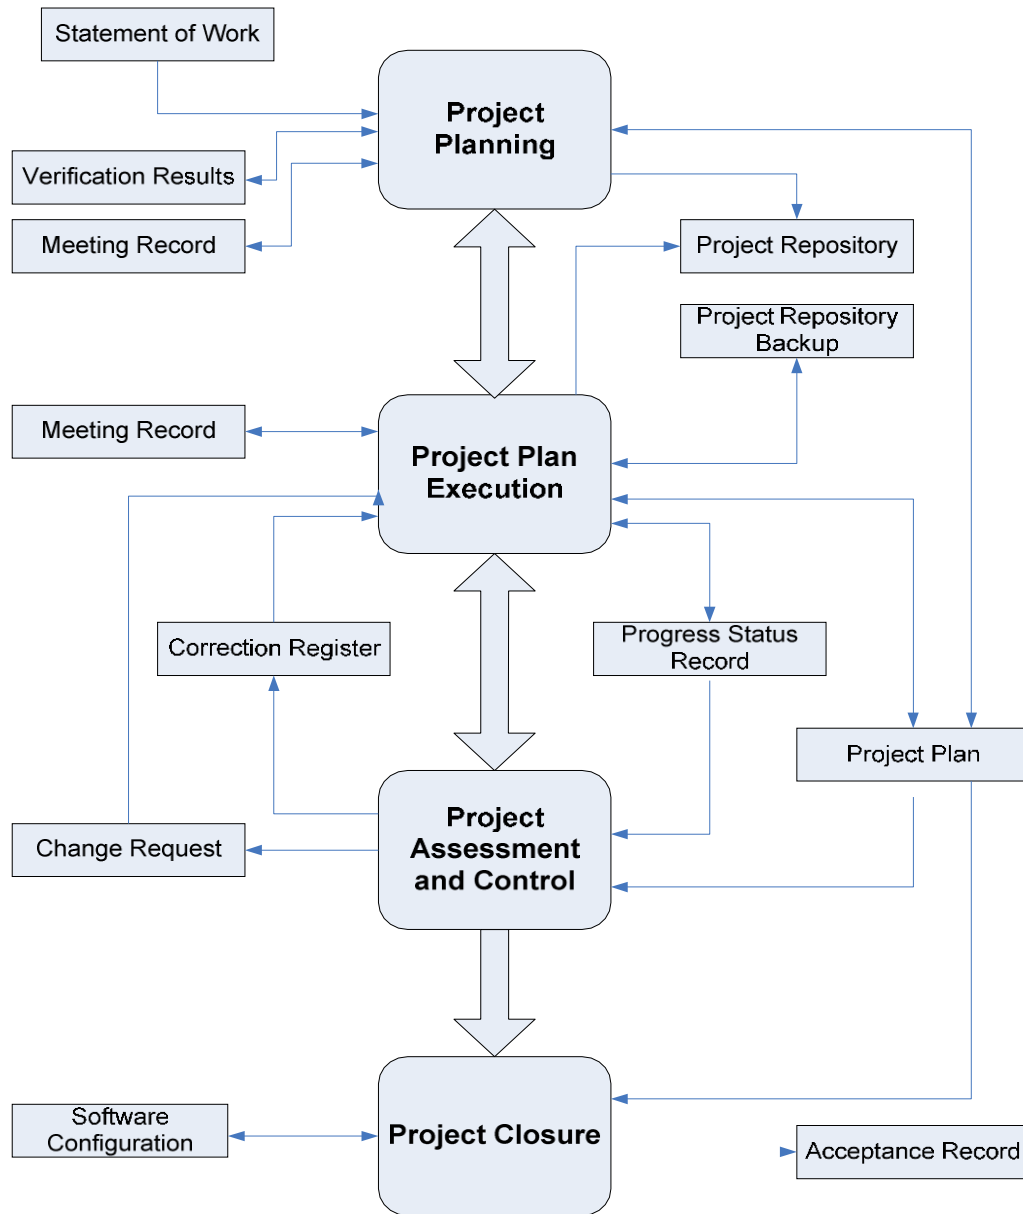 Statement of Work
Project
Planning
Verification Results
Meeting Record
Project Repository
Project Repository
Backup
Meeting Record
Project Plan
Execution
Correction Register
Progress Status
Record
Project Plan
Project
Assessment
and Control
Change Request
Software
Configuration
Project Closure
Acceptance Record